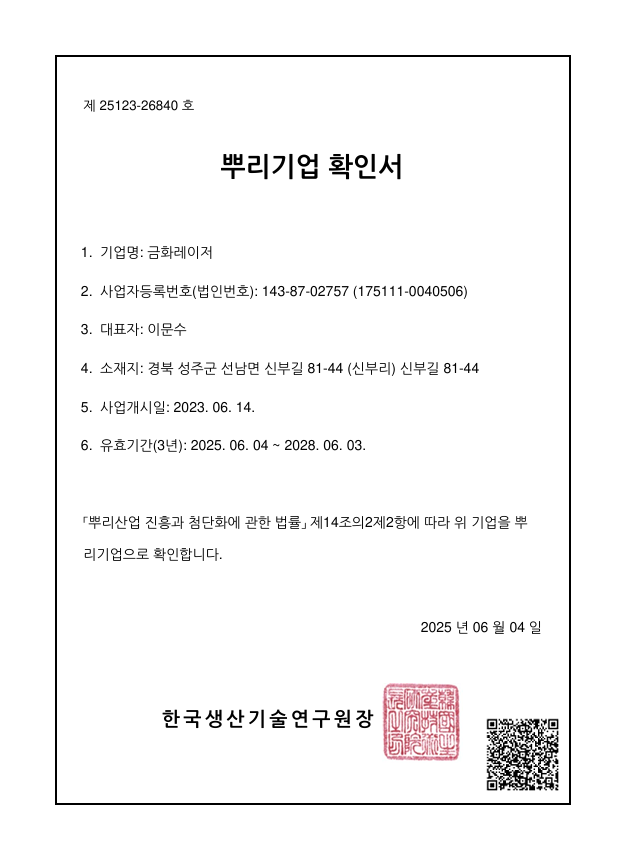 제 25123-26840 호
뿌리기업 확인서
1. 기업명: 금화레이저
2. 사업자등록번호(법인번호): 143-87-02757 (175111-0040506)
3. 대표자: 이문수
4. 소재지: 경북 성주군 선남면 신부길 81-44 (신부리) 신부길 81-44
5. 사업개시일: 2023. 06. 14.
6. 유효기간(3년): 2025. 06. 04 ~ 2028. 06. 03.
「뿌리산업 진흥과 첨단화에 관한 법률」 제14조의2제2항에 따라 위 기업을 뿌
리기업으로 확인합니다.
2025 년 06 월 04 일
한국생산기술연구원장